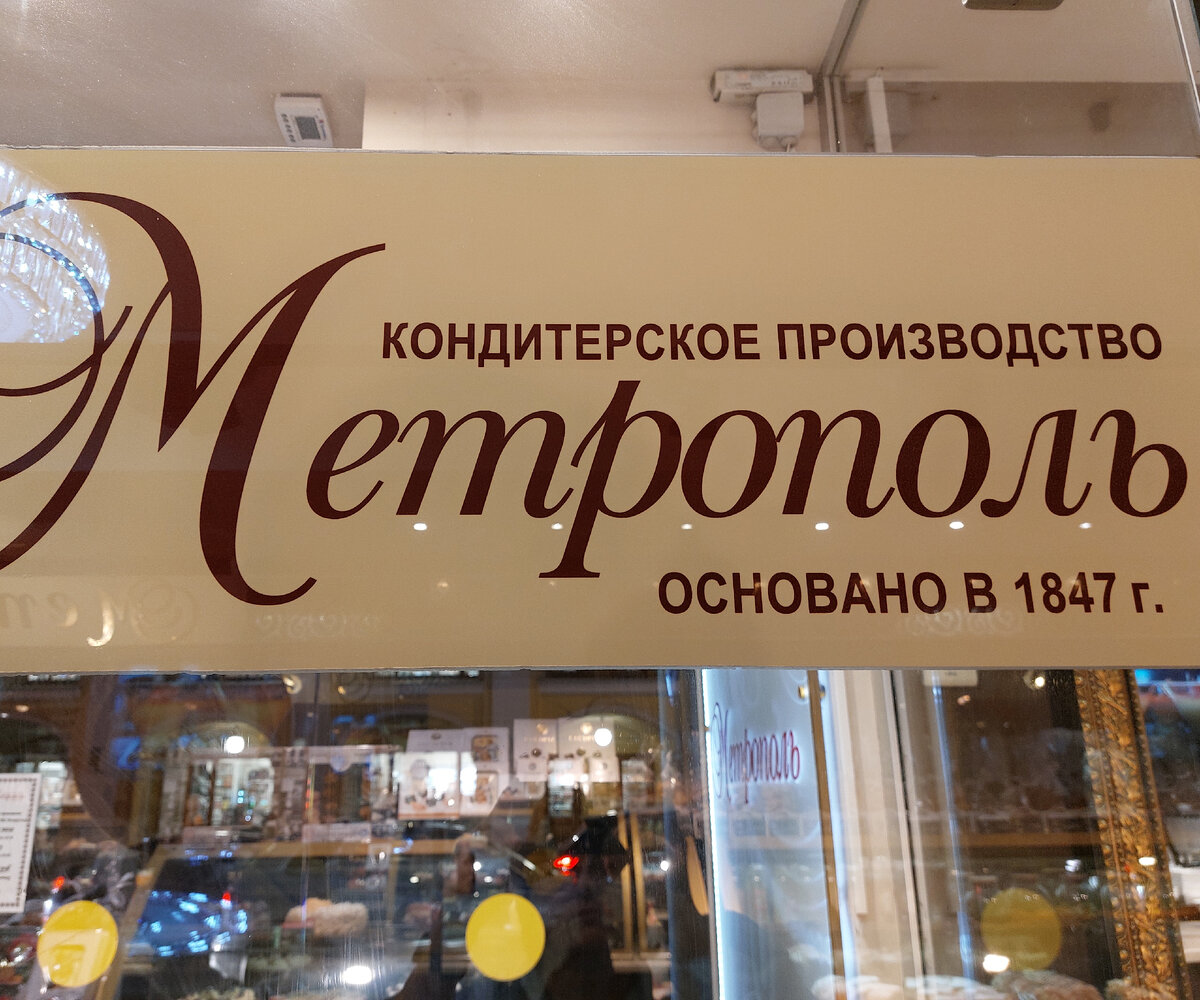 КОНДИТЕРСКОЕ ПРОИЗВОДСТВО
Метрополь
ОСНОВАНО В 1847 г.
Метрополь